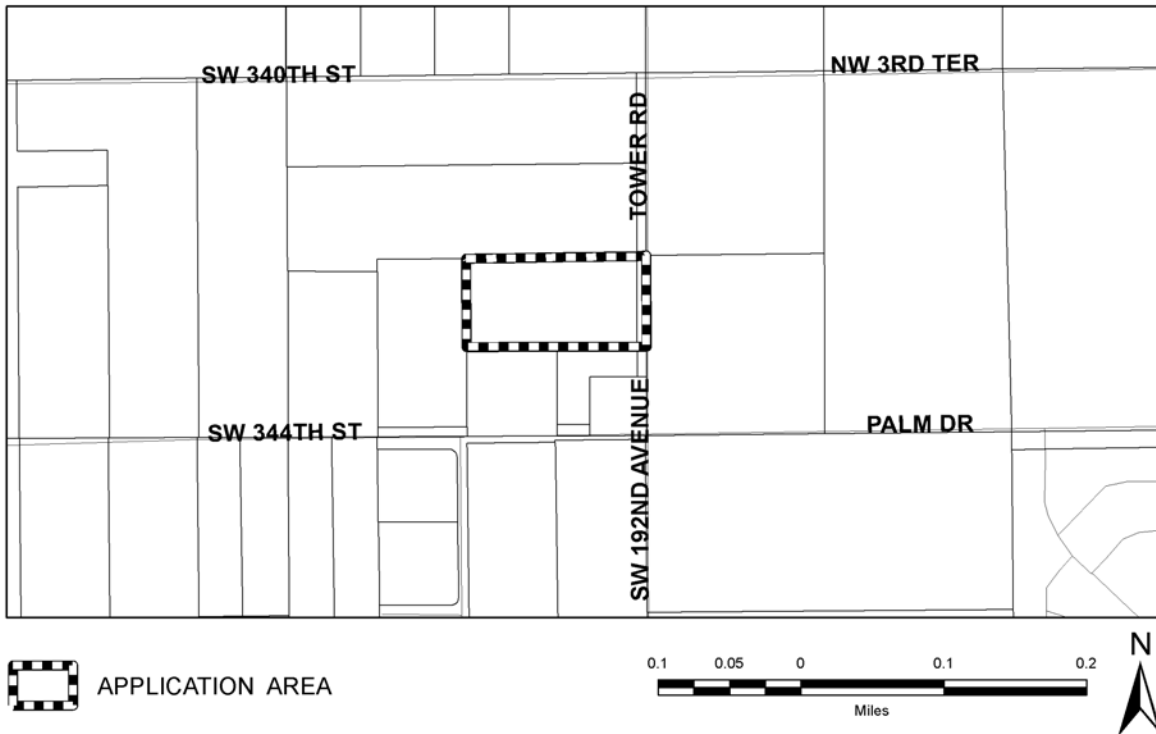 SW 340TH ST
NW 3RD TER
TOWER RD
SW 344TH ST
PALM DR
SW 192ND AVENUE
APPLICATION AREA
0.1 0.05 0 0.1 0.2
Miles
N